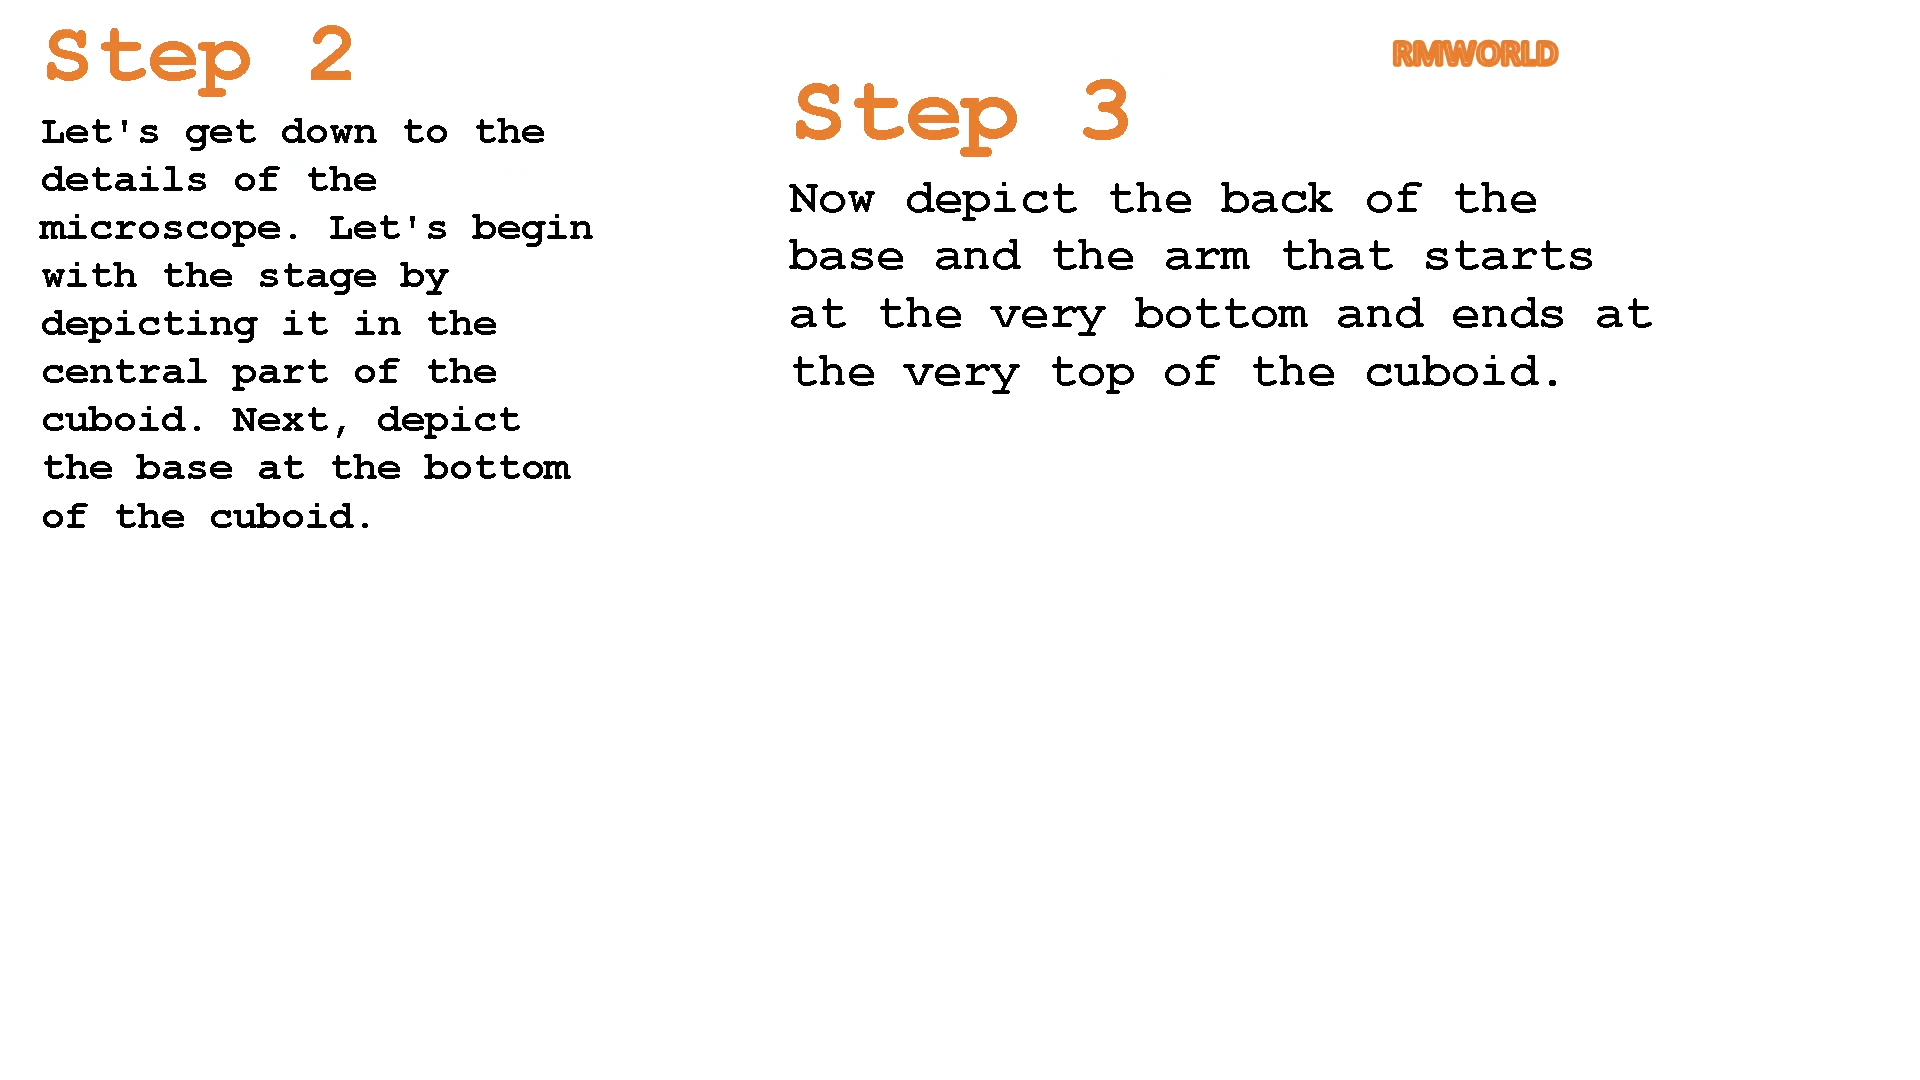 Step 2
Let's get down to the
details of the
microscope. Let's begin
with the stage by
depicting it in the
central part of the
cuboid. Next, depict
the base at the bottom
of the cuboid.
RMWORLD
Step 3
Now depict the back of the
base and the arm that starts
at the very bottom and ends at
the very top of the cuboid.